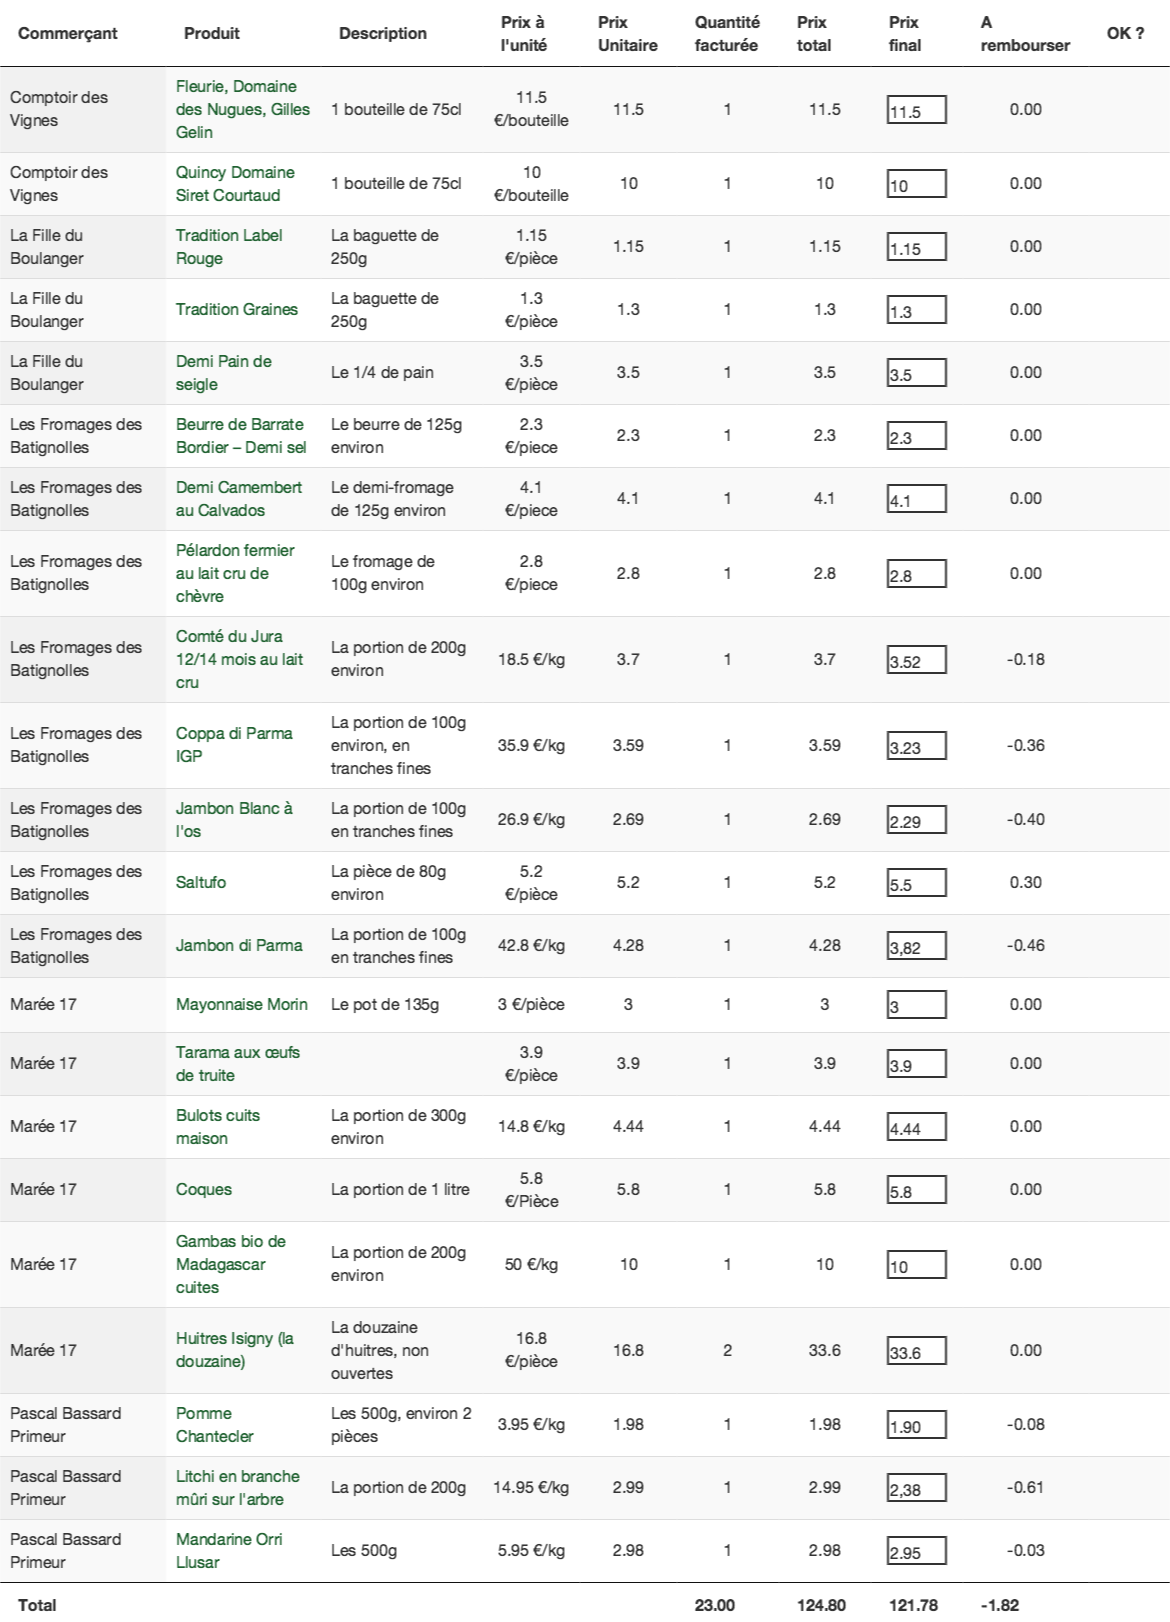 Commerçant Produit Description Prix à l'unité Prix Unitaire Quantité facturée Prix total Prix final A rembourser OK ?
Comptoir des Vignes Fleurie, Domaine des Nugues, Gilles Gelin 1 bouteille de 75cl 11.5 €/bouteille 11.5 1 11.5 11.5 0.00
Comptoir des Vignes Quincy Domaine Siret Courtaud 1 bouteille de 75cl 10 €/bouteille 10 1 10 10 0.00
La Fille du Boulanger Tradition Label Rouge La baguette de 250g 1.15 €/pièce 1.15 1 1.15 1.15 0.00
La Fille du Boulanger Tradition Graines La baguette de 250g 1.3 €/pièce 1.3 1 1.3 1.3 0.00
La Fille du Boulanger Demi Pain de seigle Le 1/4 de pain 3.5 €/pièce 3.5 1 3.5 3.5 0.00
Les Fromages des Batignolles Beurre de Barrate Bordier – Demi sel Le beurre de 125g environ 2.3 €/piece 2.3 1 2.3 2.3 0.00
Les Fromages des Batignolles Demi Camembert au Calvados Le demi-fromage de 125g environ 4.1 €/piece 4.1 1 4.1 4.1 0.00
Les Fromages des Batignolles Pélardon fermier au lait cru de chèvre Le fromage de 100g environ 2.8 €/piece 2.8 1 2.8 2.8 0.00
Les Fromages des Batignolles Comté du Jura 12/14 mois au lait cru La portion de 200g environ 18.5 €/kg 3.7 1 3.7 3.52 -0.18
Les Fromages des Batignolles Coppa di Parma IGP La portion de 100g environ, en tranches fines 35.9 €/kg 3.59 1 3.59 3.23 -0.36
Les Fromages des Batignolles Jambon Blanc à l'os La portion de 100g en tranches fines 26.9 €/kg 2.69 1 2.69 2.29 -0.40
Les Fromages des Batignolles Saltufo La pièce de 80g environ 5.2 €/pièce 5.2 1 5.2 5.5 0.30
Les Fromages des Batignolles Jambon di Parma La portion de 100g en tranches fines 42.8 €/kg 4.28 1 4.28 3,82 -0.46
Marée 17 Mayonnaise Morin Le pot de 135g 3 €/pièce 3 1 3 3 0.00
Marée 17 Tarama aux œufs de truite 3.9 €/pièce 3.9 1 3.9 3.9 0.00
Marée 17 Bulots cuits maison La portion de 300g environ 14.8 €/kg 4.44 1 4.44 4.44 0.00
Marée 17 Coques La portion de 1 litre 5.8 €/Pièce 5.8 1 5.8 5.8 0.00
Marée 17 Gambas bio de Madagascar cuites La portion de 200g environ 50 €/kg 10 1 10 10 0.00
Marée 17 Huitres Isigny (la douzaine) La douzaine d'huitres, non ouvertes 16.8 €/pièce 16.8 2 33.6 33.6 0.00
Pascal Bassard Primeur Pomme Chantecler Les 500g, environ 2 pièces 3.95 €/kg 1.98 1 1.98 1.90 -0.08
Pascal Bassard Primeur Litchi en branche mûri sur l'arbre La portion de 200g 14.95 €/kg 2.99 1 2.99 2,38 -0.61
Pascal Bassard Primeur Mandarine Orri Llusar Les 500g 5.95 €/kg 2.98 1 2.98 2.95 -0.03
Total 23.00 124.80 121.78 -1.82